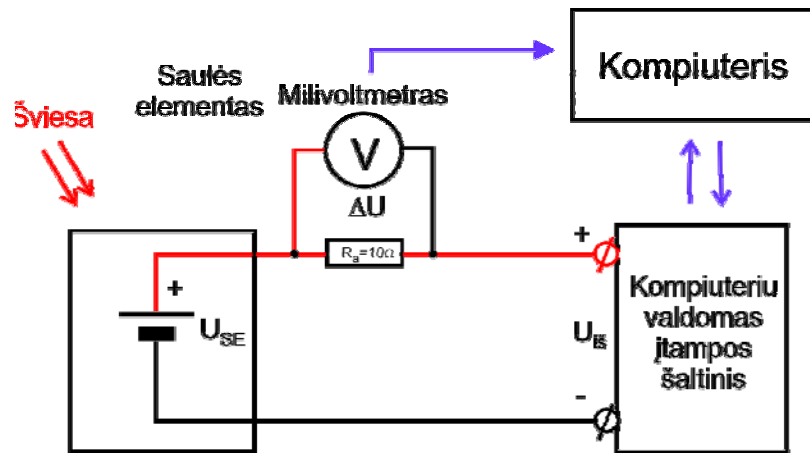 Kompiuteris
Saulės
elementas
Milivoltmetras
Šviesa
V
ΔU
Ra=10Ω
+
+
USE
Uiš
-
Kompiuteriu
valdomas
įtampos
šaltinis